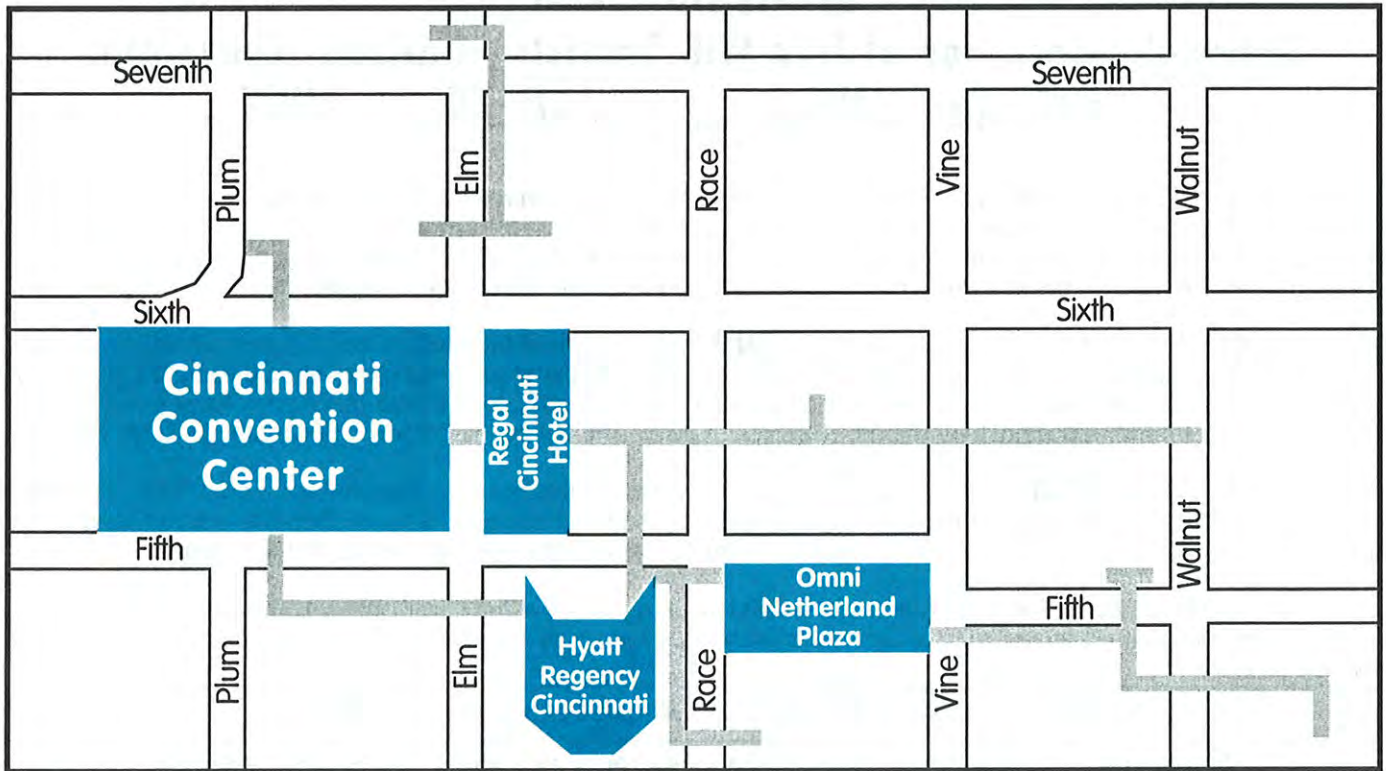 Seventh
Seventh
Plum
Elm
Race
Vine
Walnut
Sixth
Sixth
Cincinnati
Convention
Center
Regal
Cincinnati
Hotel
Fifth
Walnut
Omni
Netherland
Plaza
Fifth
Hyatt
Regency
Cincinnati
Plum
Elm
Race
Vine